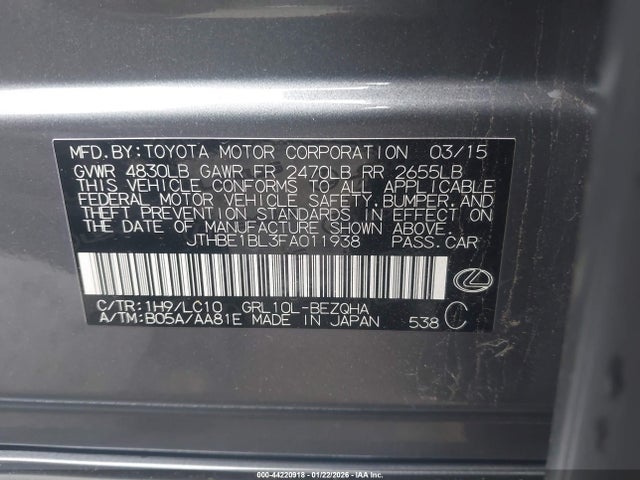 MFD.BY:TOYOTA MOTOR CORPORATION 03/15
GVWR 4830LB GAWR FR 2470LB RR 2655LB
THIS VEHICLE CONFORMS TO ALL APPLICABLE
FEDERAL MOTOR VEHICLE SAFETY,BUMPER,AND
THEFT PREVENTION STANDARDS IN EFFECT ON
THE DATE OF MANUFACTURE SHOWN ABOVE.
JTHBE1BL3FA011938 PASS.CAR
C/TR:1H9/LC10 GRL10L-BEZQHA
A/TM:B05A/AA81E MADE IN JAPAN 538 C
000-44220918 - 01/22/2026 - IAA Inc.